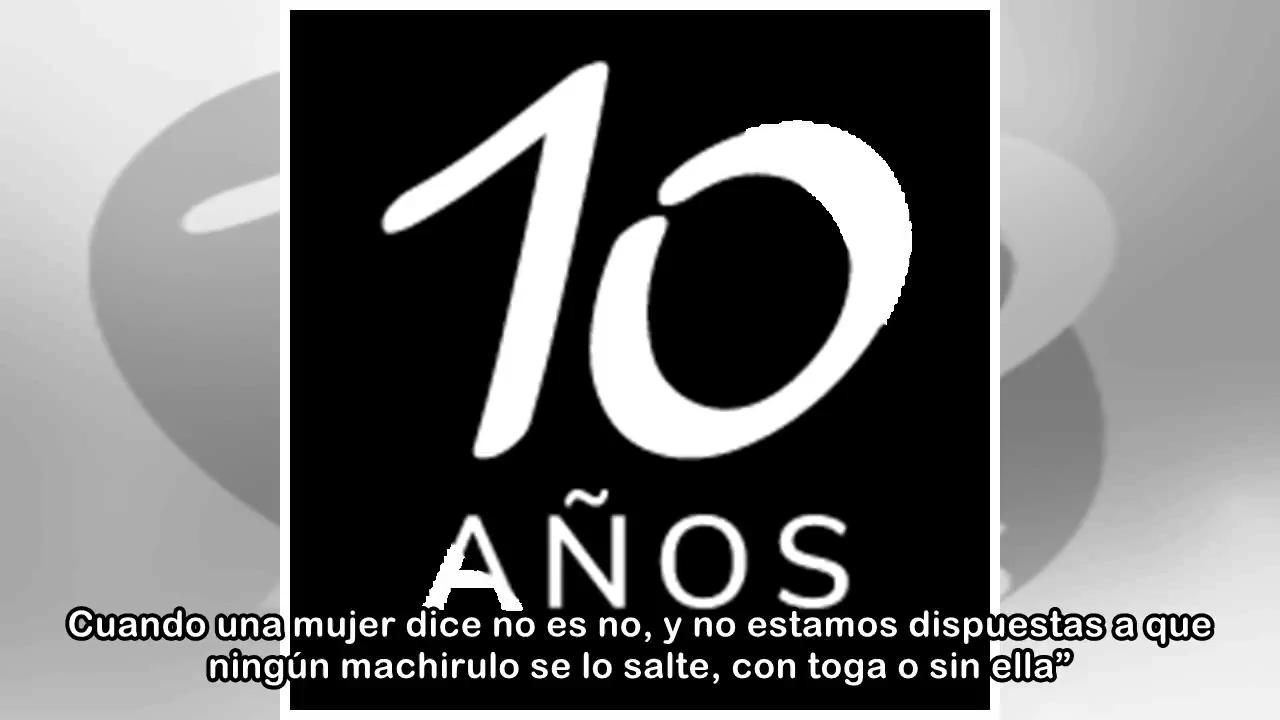 10
AÑOS
Cuando una mujer dice no es no, y no estamos dispuestas a que
ningún machirulo se lo salte, con toga o sin ella”